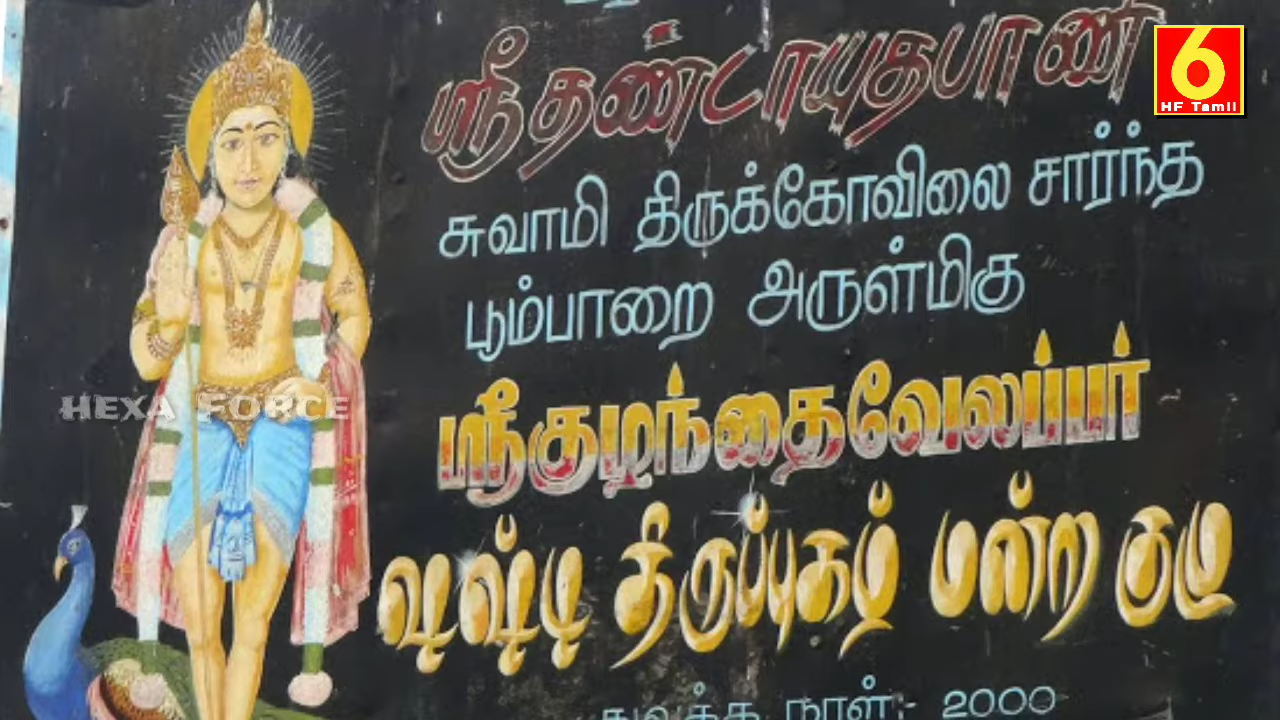 6
HF Tamil
ஸ்ரீதண்டாயுதபாணி
சுவாமி திருக்கோவிலை சார்ந்த
பூம்பாறை அருள்மிகு
ஸ்ரீகுழந்தைவேலப்பர்
HEXA FORCE
ஷஷ்டி திருப்புகழ் மன்ற குழு
நாள்:- 2000